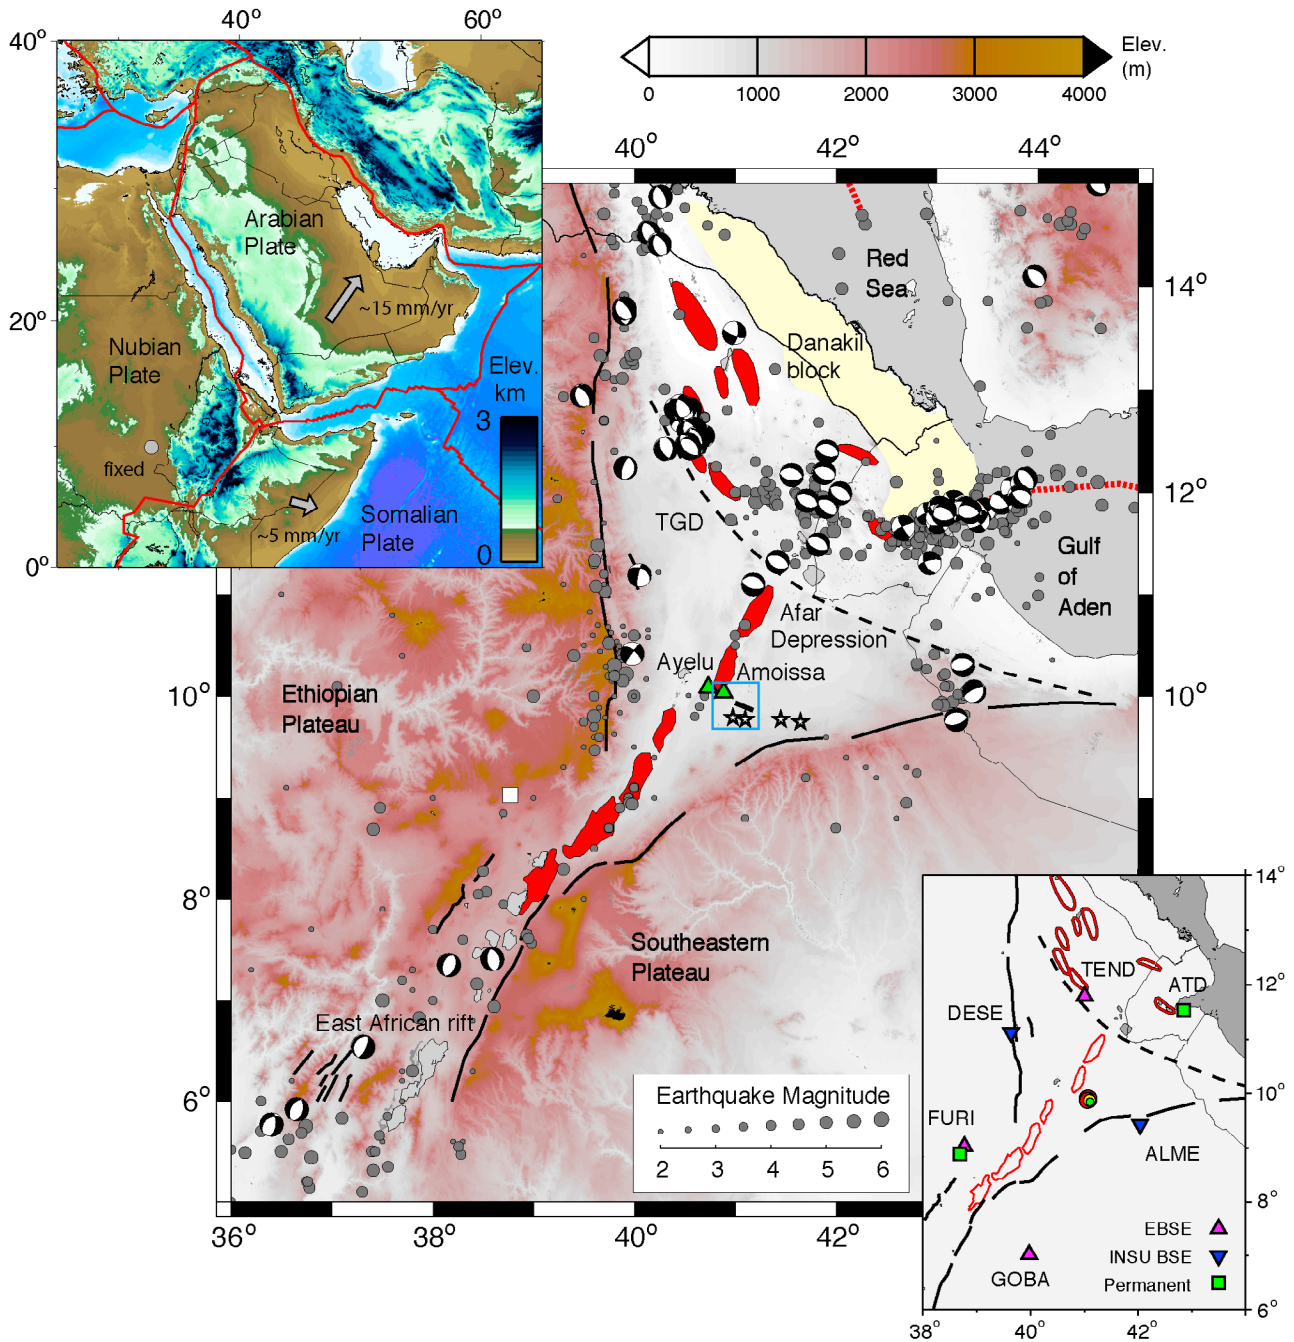 40°
60°
40°
20°
0°
Arabian
Plate
~15 mm/yr
Nubian
Plate
fixed
~5 mm/yr
Somalian
Plate
Elev.
km
3
0
Elev.
(m)
0
1000
2000
3000
4000
40°
42°
44°
14°
12°
10°
Red
Sea
Danakil
block
TGD
Gulf
of
Aden
Afar
Depression
Ayelu
Amoissa
Ethiopian
Plateau
Southeastern
Plateau
East African rift
10°
8°
6°
36°
38°
40°
42°
Earthquake Magnitude
2
3
4
5
6
14°
12°
10°
8°
6°
38°
40°
42°
TEND
ATD
DESE
FURI
ALME
GOBA
EBSE
INSU BSE
Permanent